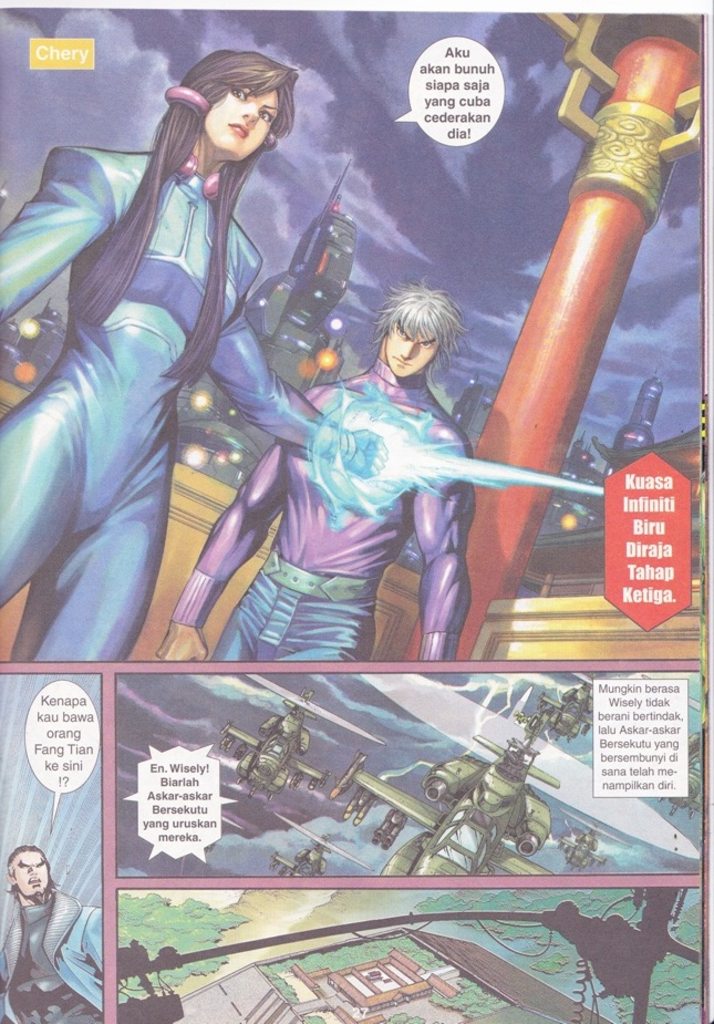 Chery
Aku
akan bunuh
siapa saja
yang cuba
cederakan
dia!
Kuasa
Infiniti
Biru
Diraja
Tahap
Ketiga.
Kenapa
kau bawa
orang
Fang Tian
ke sini
!?
En. Wisely!
Biarlah
Askar-askar
Bersekutu
yang uruskan
mereka.
Mungkin berasa
Wisely tidak
berani bertindak,
lalu Askar-askar
Bersekutu yang
bersembunyi di
sana telah me-
nampilkan diri.
27